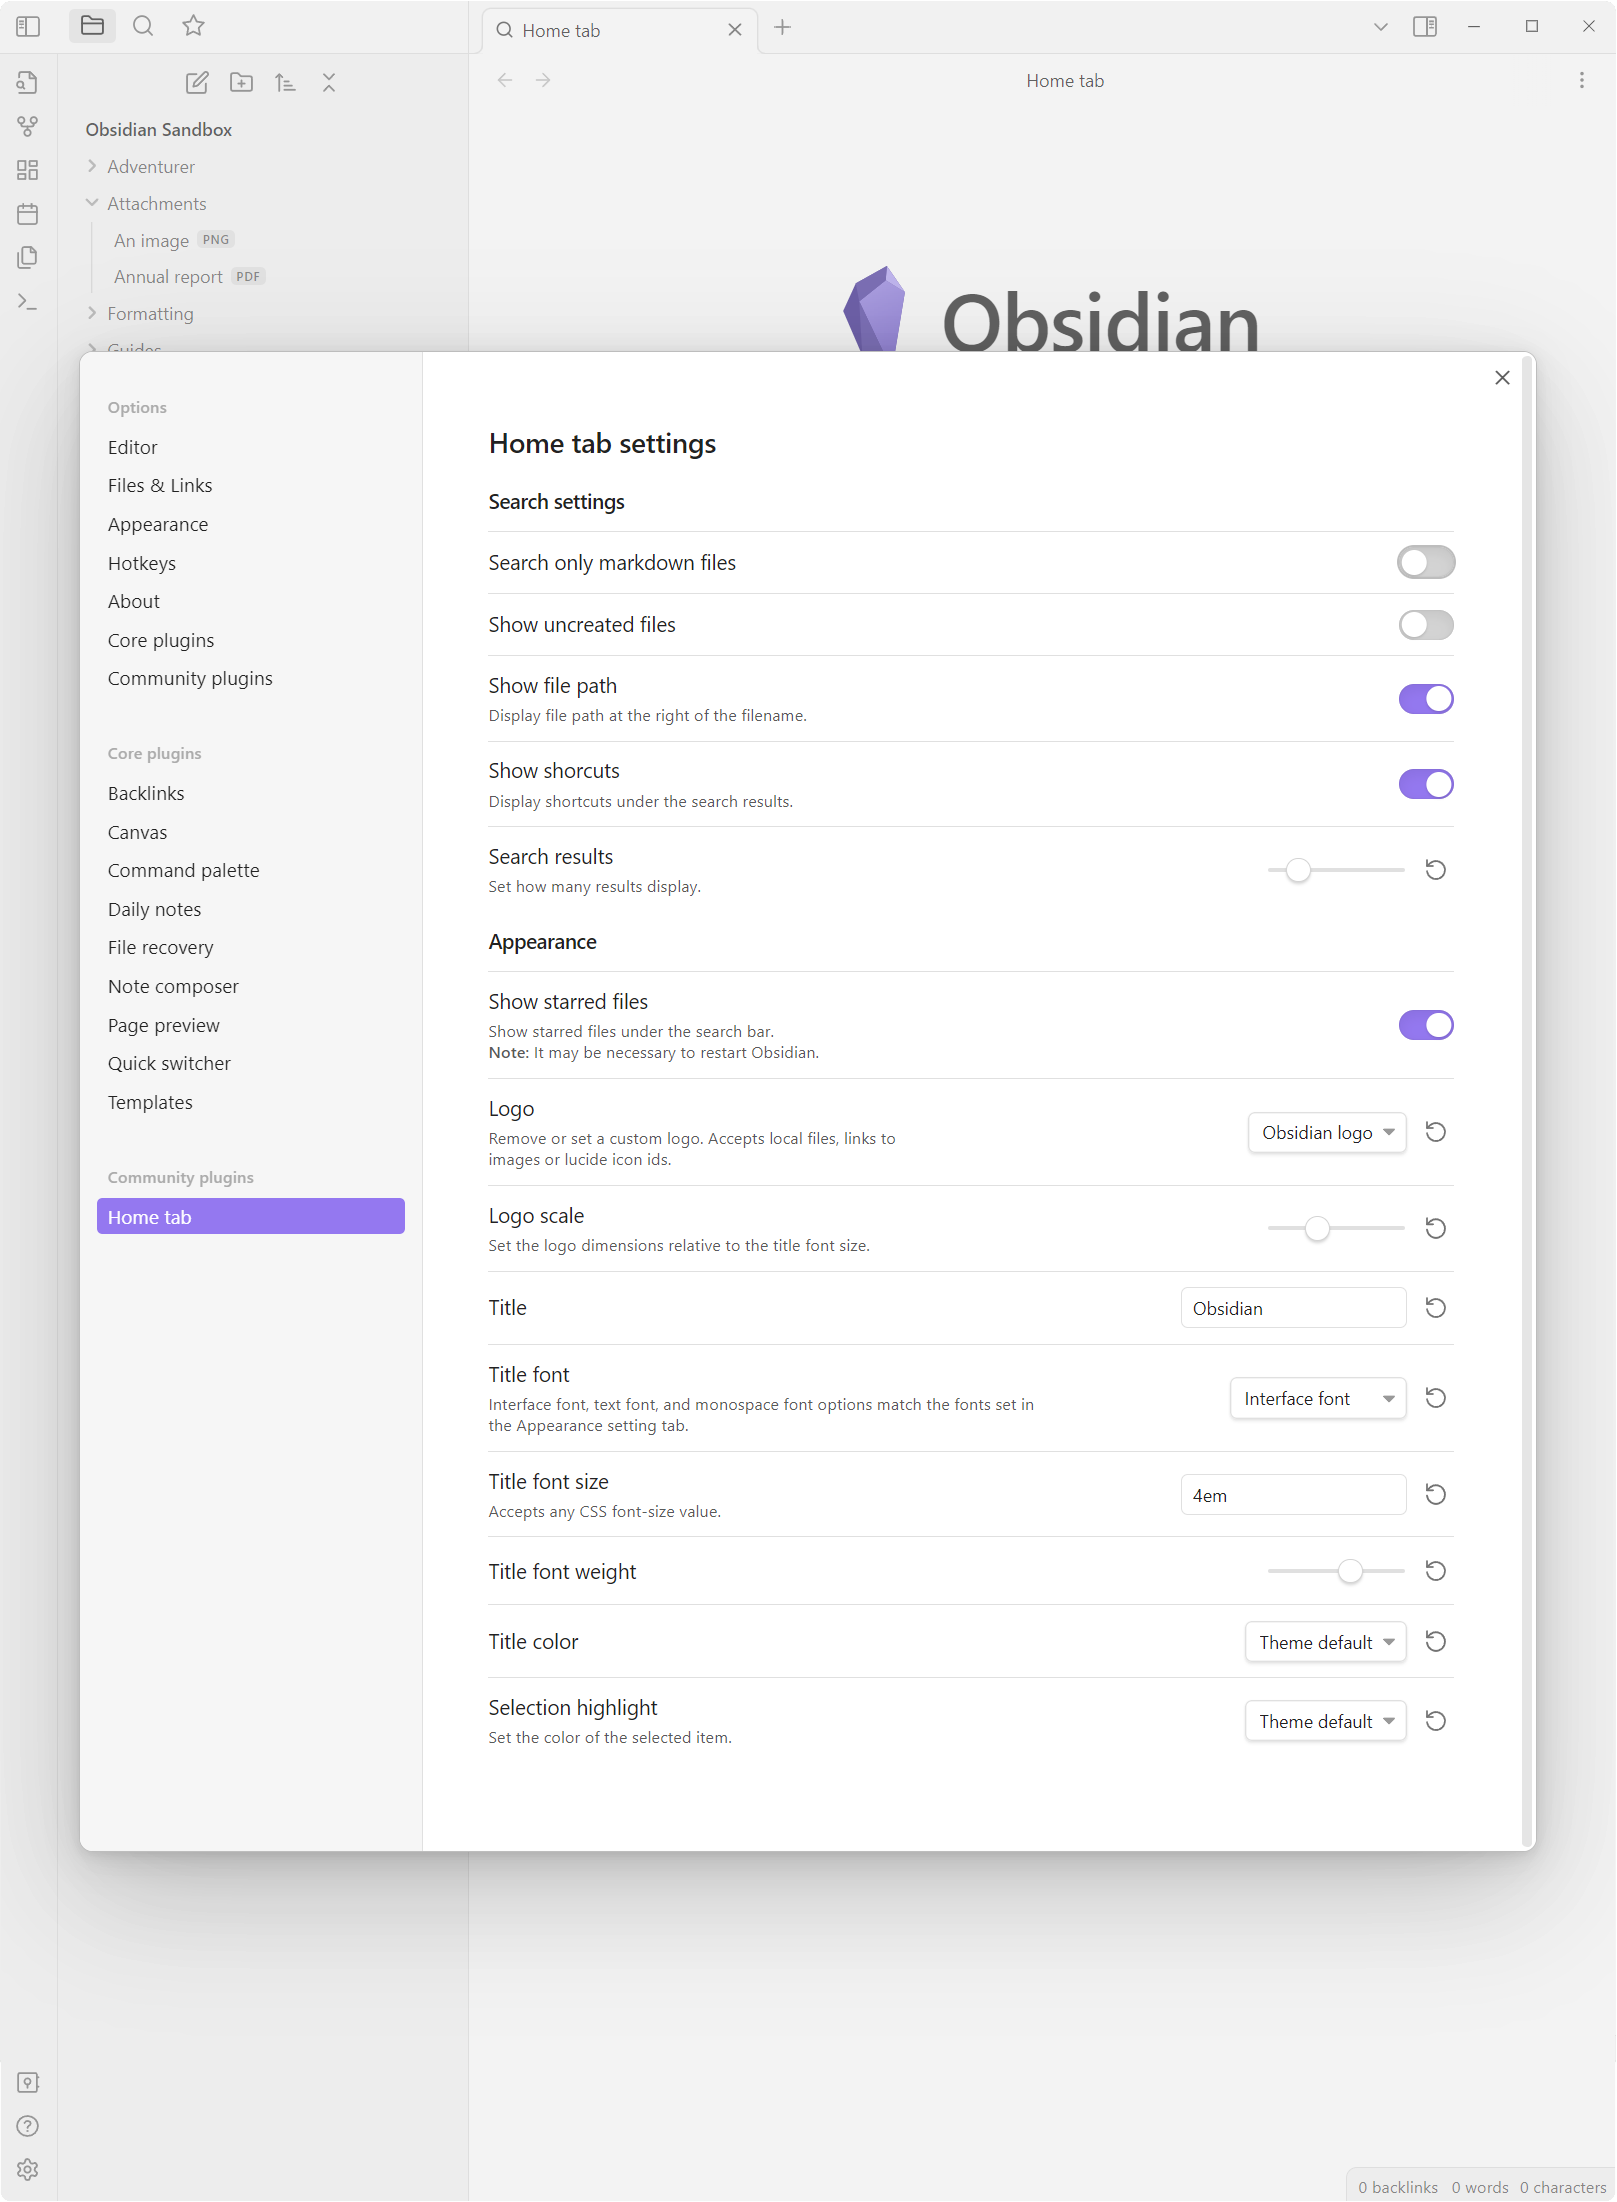 Home tab
Home tab
Obsidian Sandbox
Adventurer
Attachments
An image PNG
Annual report PDF
Formatting
Guides
Obsidian
Options
Editor
Files & Links
Appearance
Hotkeys
About
Core plugins
Community plugins
Core plugins
Backlinks
Canvas
Command palette
Daily notes
File recovery
Note composer
Page preview
Quick switcher
Templates
Community plugins
Home tab
Home tab settings
Search settings
Search only markdown files
Show uncreated files
Show file path
Display file path at the right of the filename.
Show shorcuts
Display shortcuts under the search results.
Search results
Set how many results display.
Appearance
Show starred files
Show starred files under the search bar.
Note: It may be necessary to restart Obsidian.
Logo
Remove or set a custom logo. Accepts local files, links to
images or lucide icon ids.
Obsidian logo
Logo scale
Set the logo dimensions relative to the title font size.
Title
Obsidian
Title font
Interface font, text font, and monospace font options match the fonts set in
the Appearance setting tab.
Interface font
Title font size
Accepts any CSS font-size value.
4em
Title font weight
Title color
Theme default
Selection highlight
Set the color of the selected item.
Theme default
0 backlinks 0 words 0 characters